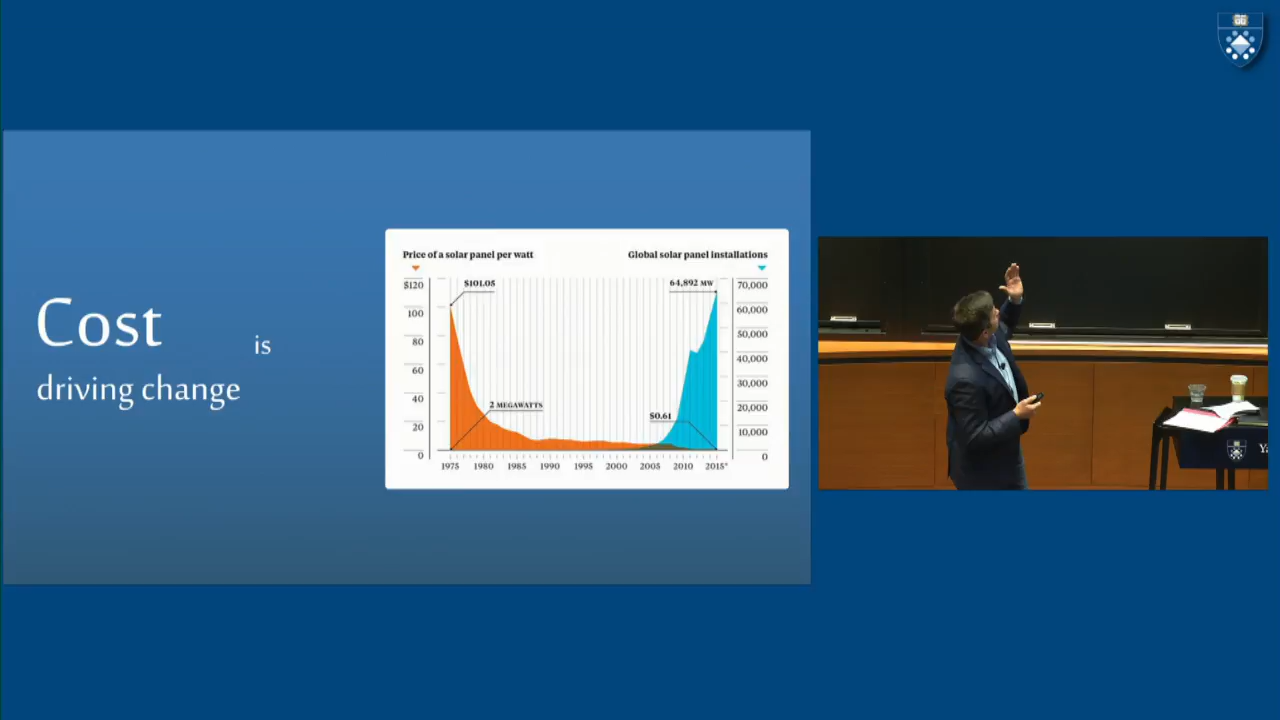 Cost
is
driving change
Price of a solar panel per watt
Global solar panel installations
$120
100
80
60
40
20
0
$101.05
2 MEGAWATTS
64,892 MW
$0.61
70,000
60,000
50,000
40,000
30,000
20,000
10,000
0
1975 1980 1985 1990 1995 2000 2005 2010 2015*